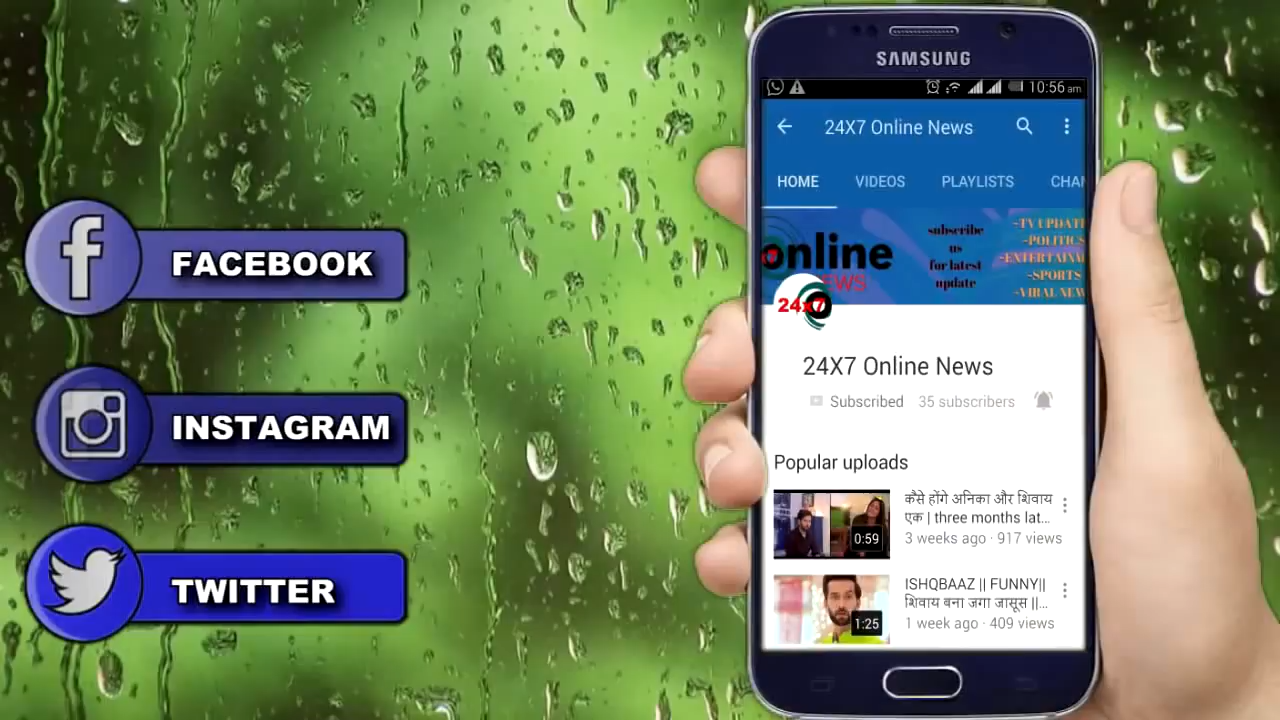 FACEBOOK
INSTAGRAM
TWITTER
SAMSUNG
10:56 am
24X7 Online News
HOME VIDEOS PLAYLISTS CHAN
online
NEWS
24x7
subscribe
us
for latest
update
-TV UPDATE
-POLITICS
-ENTERTAINM
-SPORTS
-VIRAL NEW
24X7 Online News
Subscribed 35 subscribers
Popular uploads
कैसे होंगे अनिका और शिवाय
एक | three months lat...
3 weeks ago · 917 views
0:59
ISHQBAAZ || FUNNY||
शिवाय बना जगा जासूस ||...
1 week ago · 409 views
1:25